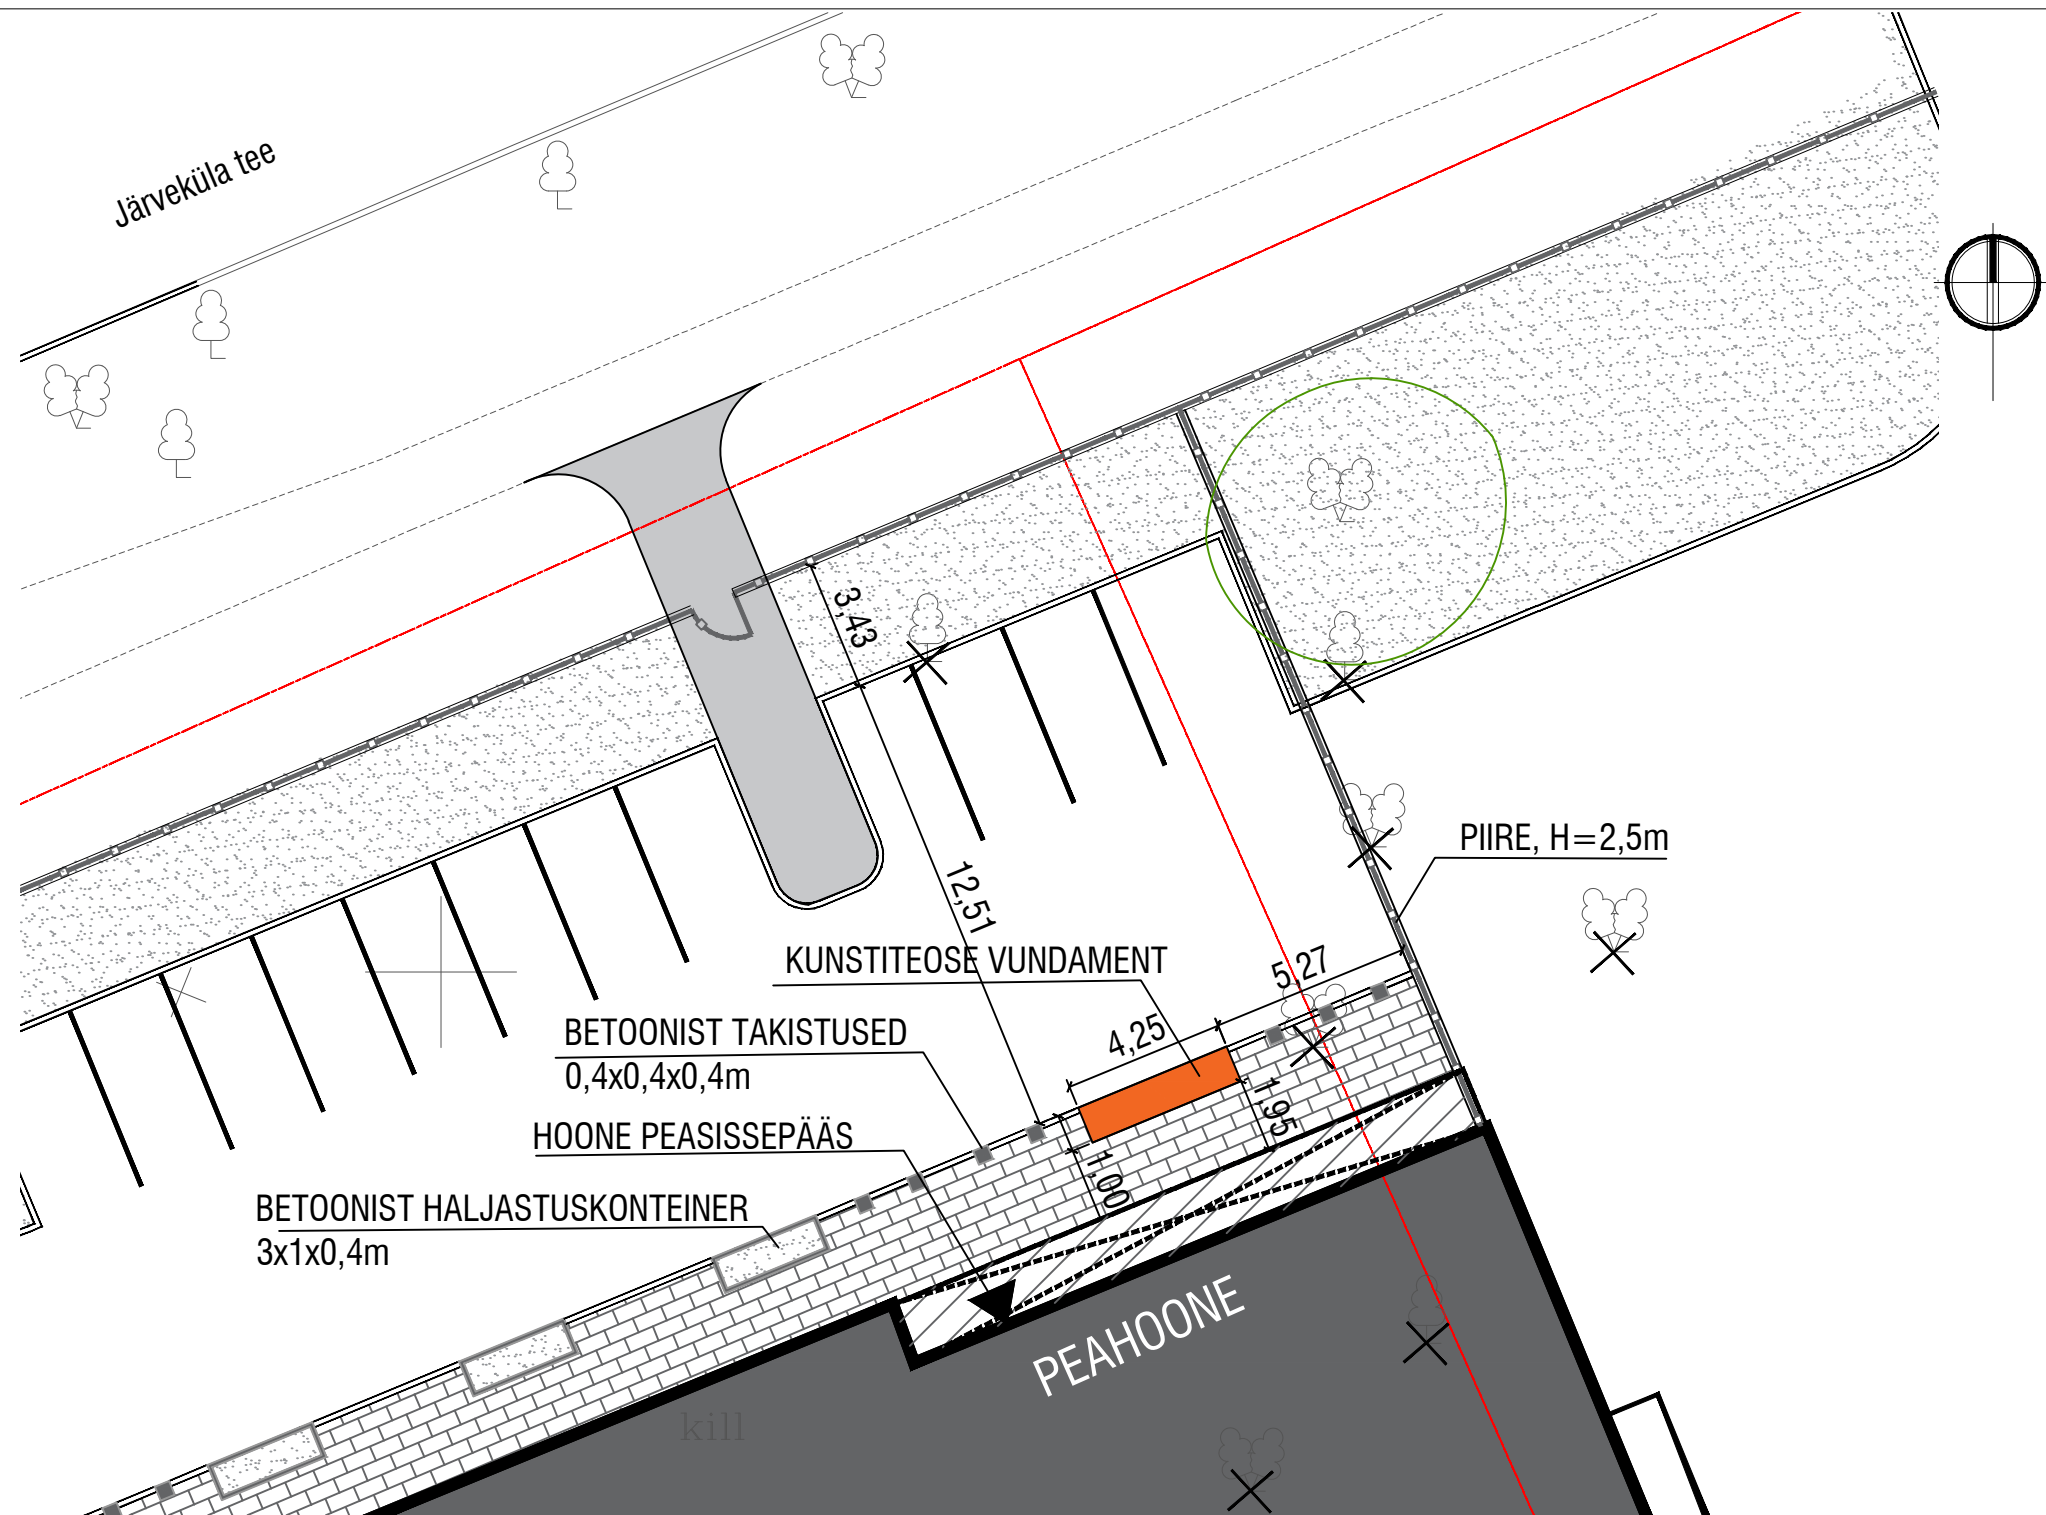 Järveküla tee
3,43
PIIRE, H=2,5m
12,51
KUNSTITEOSE VUNDAMENT
5,27
4,25
BETOONIST TAKISTUSED
0,4x0,4x0,4m
1,95
HOONE PEASISSEPÄÄS
1,00
BETOONIST HALJASTUSKONTEINER
3x1x0,4m
PEAHOONE
kill